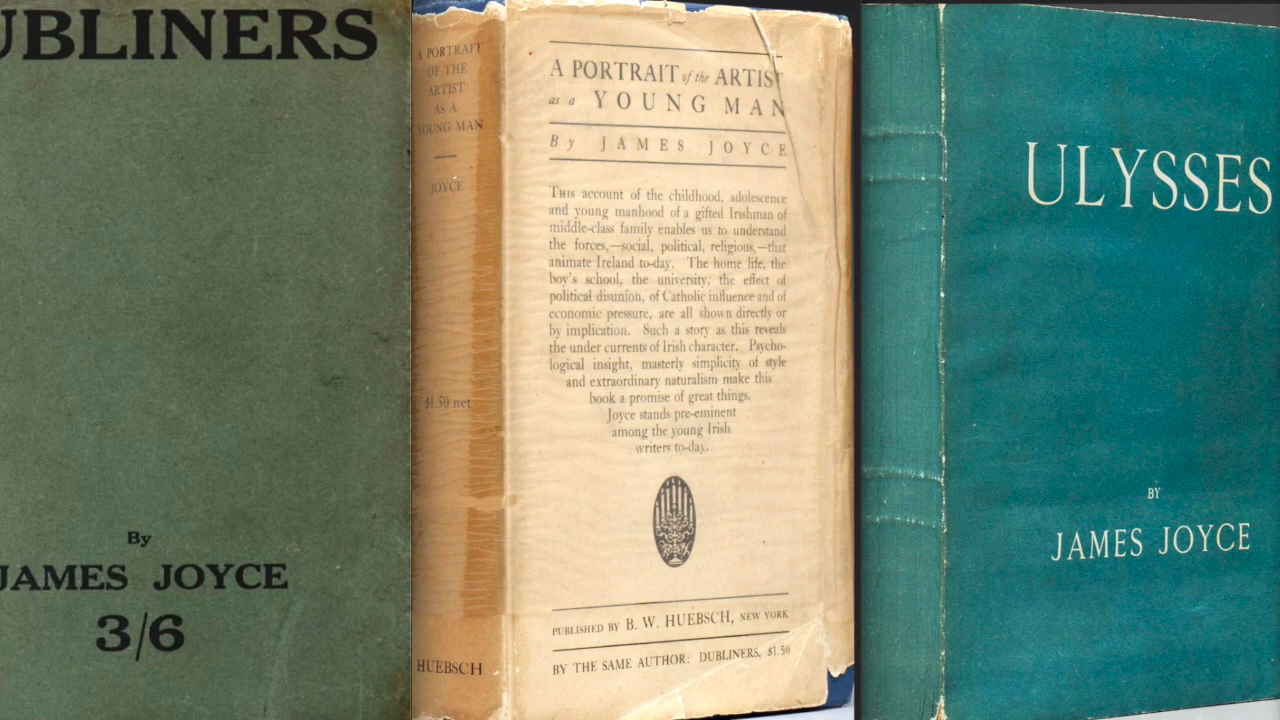 UBLINERS
By
JAMES JOYCE
3/6
A PORTRAIT
OF THE
ARTIST
AS A
YOUNG MAN
JOYCE
$1.50 net
HUEBSCH
A PORTRAIT of the ARTIST
as a YOUNG MAN
By JAMES JOYCE
THIS account of the childhood, adolescence
and young manhood of a gifted Irishman of
middle-class family enables us to understand
the forces,—social, political, religious,—that
animate Ireland to-day. The home life, the
boy's school, the university, the effect of
political disunion, of Catholic influence and of
economic pressure, are all shown directly or
by implication. Such a story as this reveals
the under currents of Irish character. Psycho-
logical insight, masterly simplicity of style
and extraordinary naturalism make this
book a promise of great things.
Joyce stands pre-eminent
among the young Irish
writers to-day.
PUBLISHED BY B. W. HUEBSCH, NEW YORK
BY THE SAME AUTHOR: DUBLINERS, $1.50
ULYSSES
BY
JAMES JOYCE